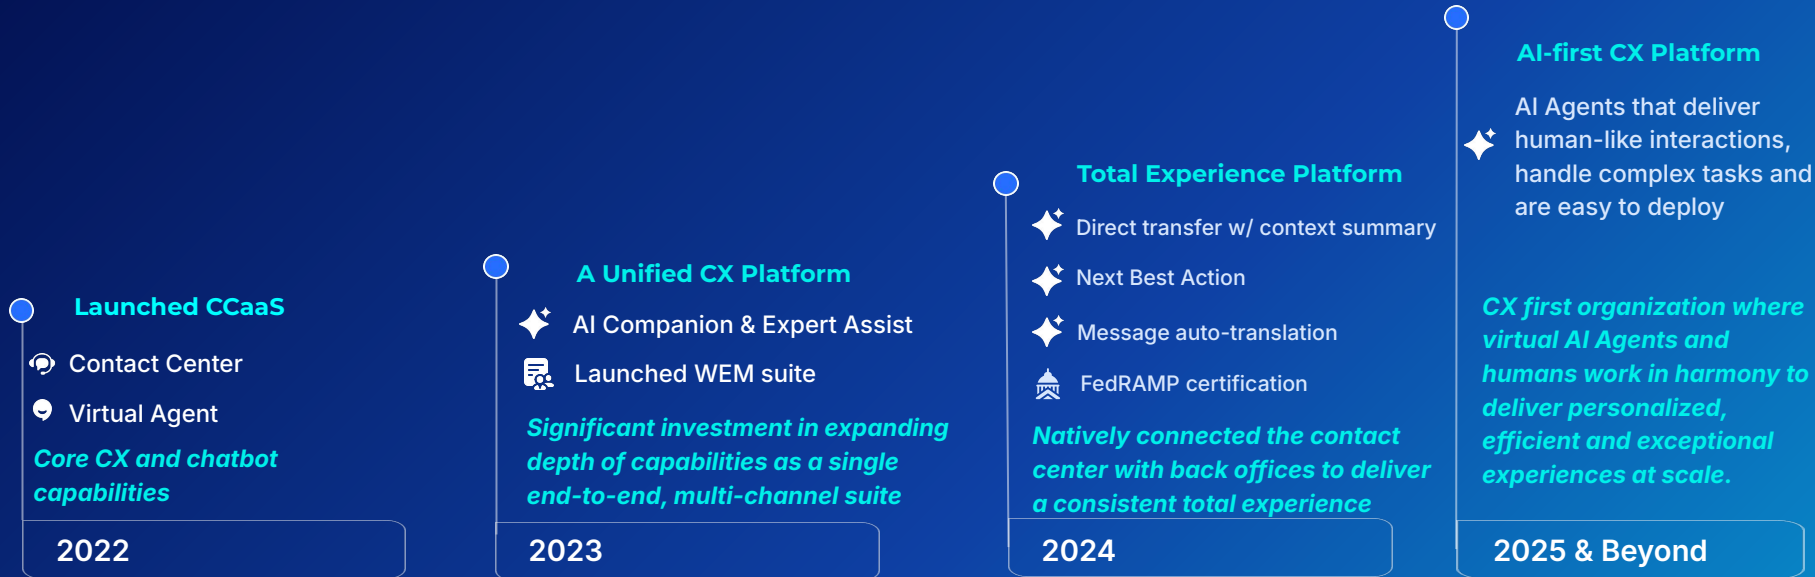 Launched CCaaS
Contact Center
Virtual Agent
Core CX and chatbot
capabilities
2022
A Unified CX Platform
AI Companion & Expert Assist
Launched WEM suite
Significant investment in expanding
depth of capabilities as a single
end-to-end, multi-channel suite
2023
Total Experience Platform
Direct transfer w/ context summary
Next Best Action
Message auto-translation
FedRAMP certification
Natively connected the contact
center with back offices to deliver
a consistent total experience
2024
AI-first CX Platform
AI Agents that deliver
human-like interactions,
handle complex tasks and
are easy to deploy
CX first organization where
virtual AI Agents and
humans work in harmony to
deliver personalized,
efficient and exceptional
experiences at scale.
2025 & Beyond